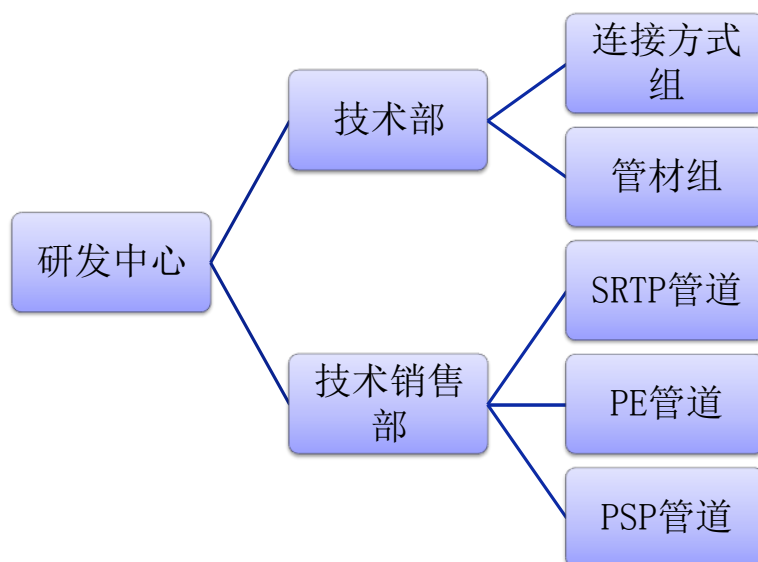 连接方式
组
技术部
管材组
研发中心
SRTP管道
技术销售
部
PE管道
PSP管道